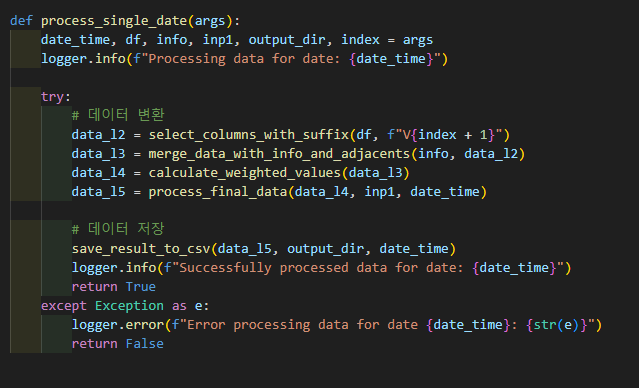 def process_single_date(args):
date_time, df, info, inp1, output_dir, index = args
logger.info(f"Processing data for date: {date_time}")
try:
# 데이터 변환
data_l2 = select_columns_with_suffix(df, f"V{index + 1}")
data_l3 = merge_data_with_info_and_adjacents(info, data_l2)
data_l4 = calculate_weighted_values(data_l3)
data_l5 = process_final_data(data_l4, inp1, date_time)
# 데이터 저장
save_result_to_csv(data_l5, output_dir, date_time)
logger.info(f"Successfully processed data for date: {date_time}")
return True
except Exception as e:
logger.error(f"Error processing data for date {date_time}: {str(e)}")
return False